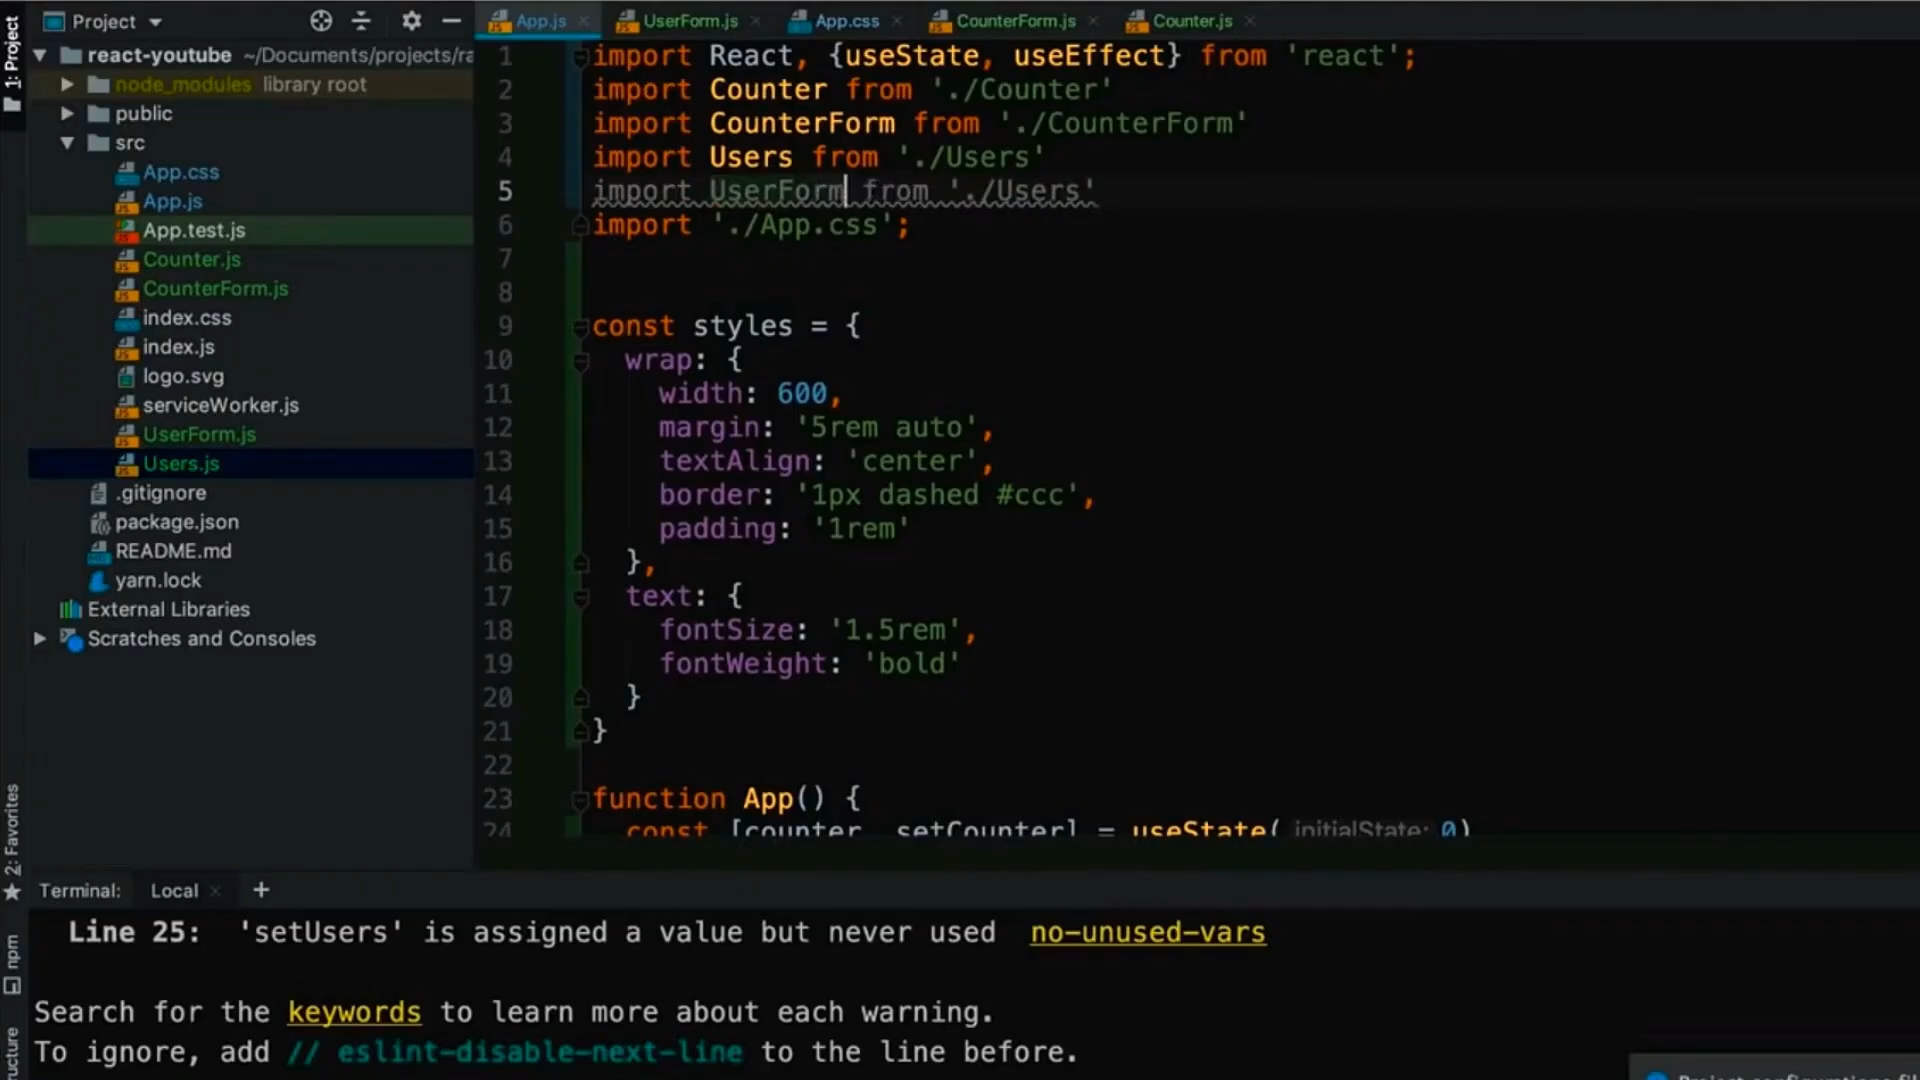 1: Project
Project
react-youtube ~/Documents/projects/ra
node_modules library root
public
src
App.css
App.js
App.test.js
Counter.js
CounterForm.js
index.css
index.js
logo.svg
serviceWorker.js
UserForm.js
Users.js
.gitignore
package.json
README.md
yarn.lock
External Libraries
Scratches and Consoles
App.js UserForm.js App.css CounterForm.js Counter.js
1 import React, {useState, useEffect} from 'react';
2 import Counter from './Counter'
3 import CounterForm from './CounterForm'
4 import Users from './Users'
5 import UserForm from './Users'
6 import './App.css';
7
8
9 const styles = {
10 wrap: {
11 width: 600,
12 margin: '5rem auto',
13 textAlign: 'center',
14 border: '1px dashed #ccc',
15 padding: '1rem'
16 },
17 text: {
18 fontSize: '1.5rem',
19 fontWeight: 'bold'
20 }
21 }
22
23 function App() {
24 const [counter, setCounter] = useState( initialState: 0)
2: Favorites
npm
ructure
Terminal: Local +
Line 25: 'setUsers' is assigned a value but never used no-unused-vars
Search for the keywords to learn more about each warning.
To ignore, add // eslint-disable-next-line to the line before.